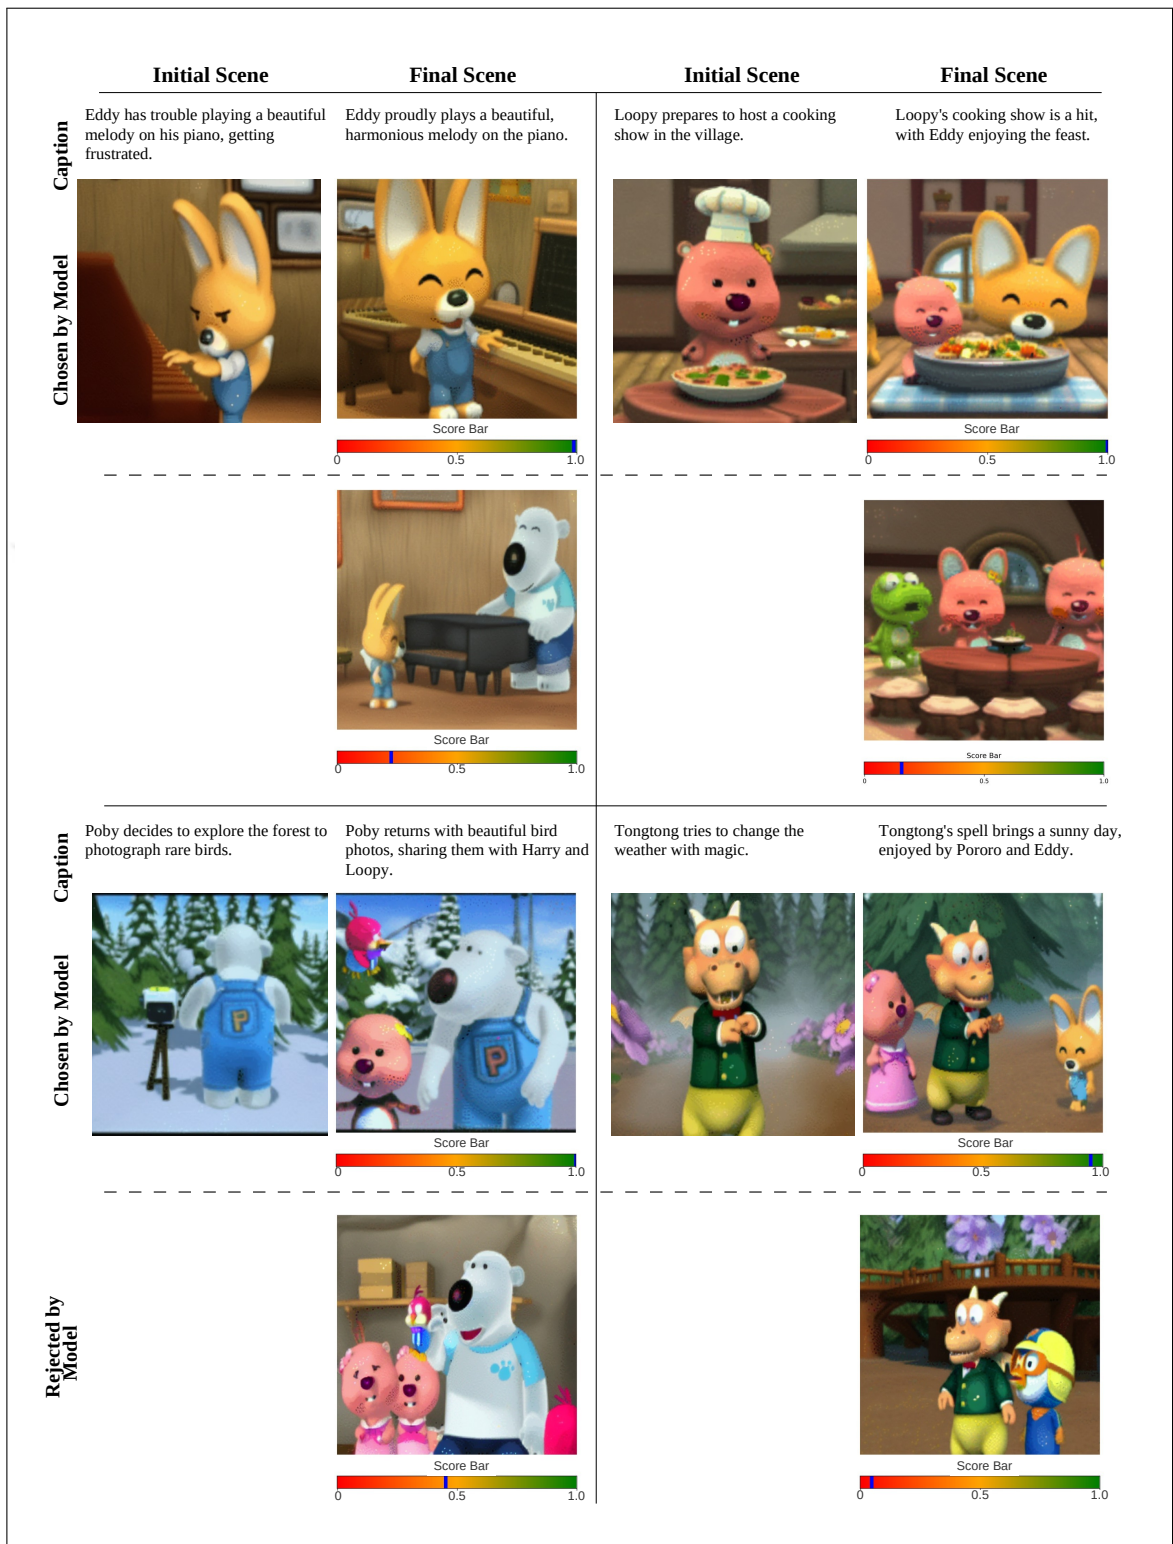 Initial Scene
Final Scene
Initial Scene
Final Scene
Caption
Eddy has trouble playing a beautiful
melody on his piano, getting
frustrated.
Eddy proudly plays a beautiful,
harmonious melody on the piano.
Loopy prepares to host a cooking
show in the village.
Loopy's cooking show is a hit,
with Eddy enjoying the feast.
Chosen by Model
Score Bar
0 0.5 1.0
Score Bar
0 0.5 1.0
Score Bar
0 0.5 1.0
Score Bar
0 0.5 1.0
Caption
Poby decides to explore the forest to
photograph rare birds.
Poby returns with beautiful bird
photos, sharing them with Harry and
Loopy.
Tongtong tries to change the
weather with magic.
Tongtong's spell brings a sunny day,
enjoyed by Pororo and Eddy.
Chosen by Model
P
P
Score Bar
0 0.5 1.0
Score Bar
0 0.5 1.0
Rejected by
Model
Score Bar
0 0.5 1.0
Score Bar
0 0.5 1.0